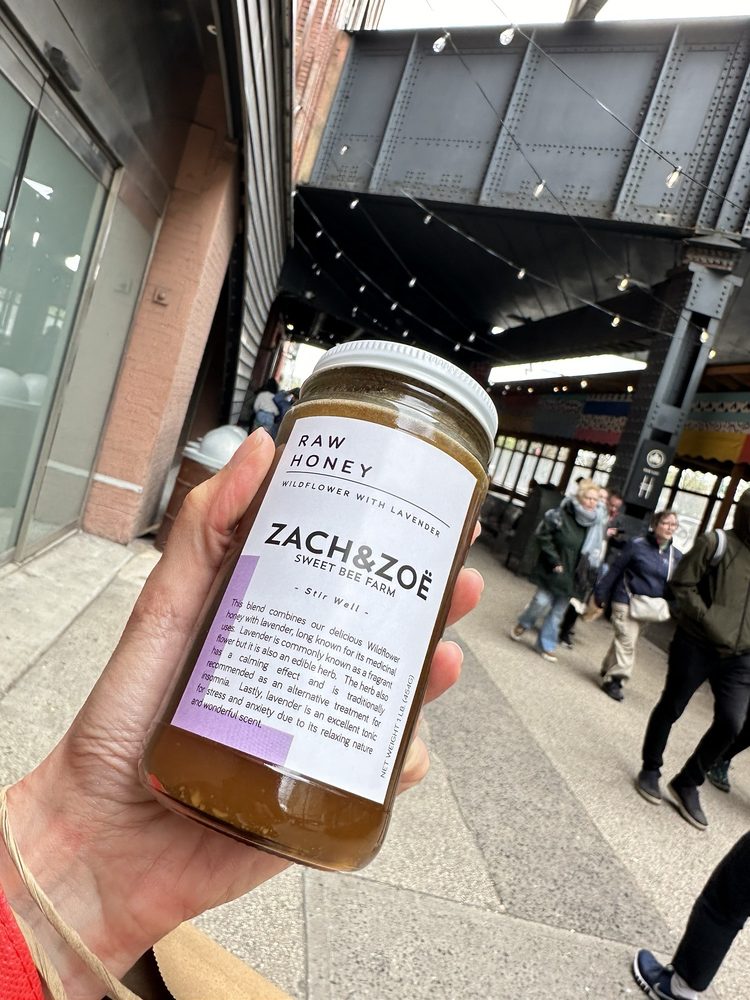 RAW
HONEY
WILDFLOWER WITH LAVENDER
ZACH&ZOË
SWEET BEE FARM
- Stir Well -
This blend combines our delicious Wildflower
honey with lavender, long known for its medicinal
uses. Lavender is commonly known as a fragrant
flower but it is also an edible herb. The herb also
has a calming effect and is traditionally
recommended as an alternative treatment for
insomnia. Lastly, lavender is an excellent tonic
for stress and anxiety due to its relaxing nature
and wonderful scent.
NET WEIGHT 1 LB. (454G)